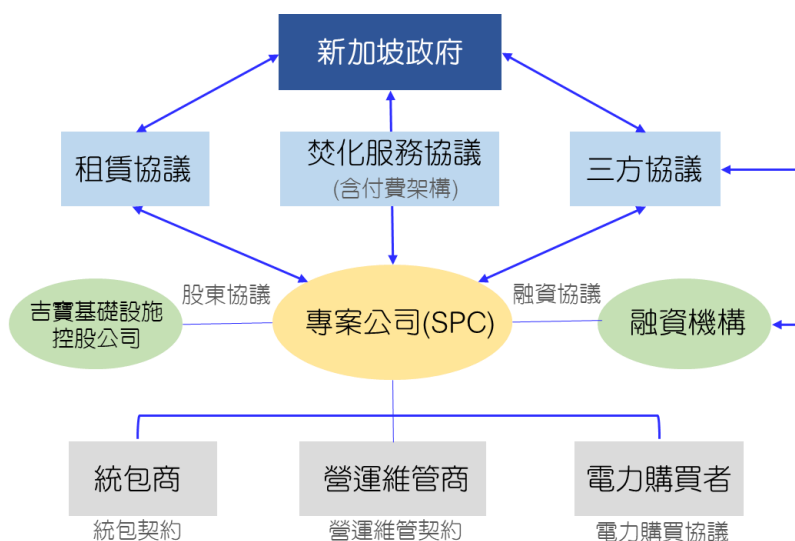 新加坡政府
租賃協議
焚化服務協議
(含付費架構)
三方協議
股東協議
融資協議
吉寶基礎設施
控股公司
專案公司(SPC)
融資機構
統包商
營運維管商
電力購買者
統包契約
營運維管契約
電力購買協議